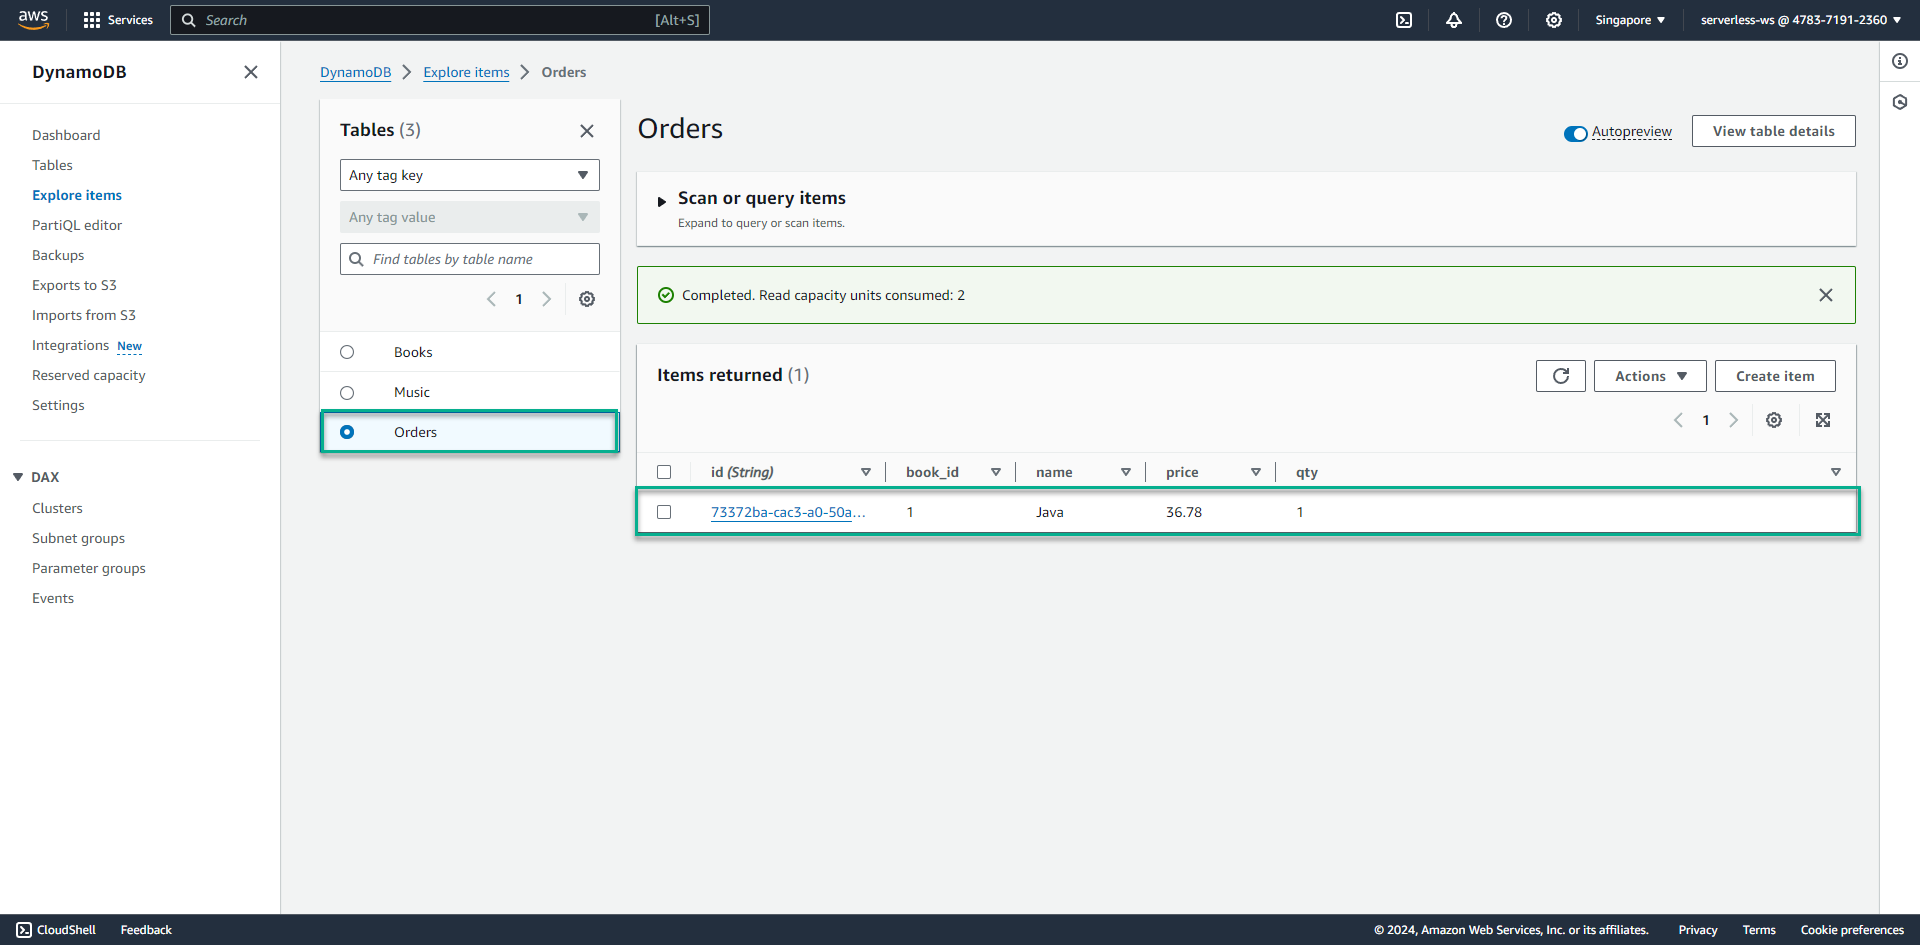 aws
Services
Search
[Alt+S]
Singapore
serverless-ws @ 4783-7191-2360
DynamoDB
Dashboard
Tables
Explore items
PartiQL editor
Backups
Exports to S3
Imports from S3
Integrations New
Reserved capacity
Settings
DAX
Clusters
Subnet groups
Parameter groups
Events
DynamoDB
Explore items
Orders
Tables (3)
Any tag key
Any tag value
Find tables by table name
1
Books
Music
Orders
Orders
Autopreview
View table details
Scan or query items
Expand to query or scan items.
Completed. Read capacity units consumed: 2
Items returned (1)
Actions
Create item
1
id (String) book_id name price qty
73372ba-cac3-a0-50a... 1 Java 36.78 1
CloudShell
Feedback
© 2024, Amazon Web Services, Inc. or its affiliates.
Privacy
Terms
Cookie preferences